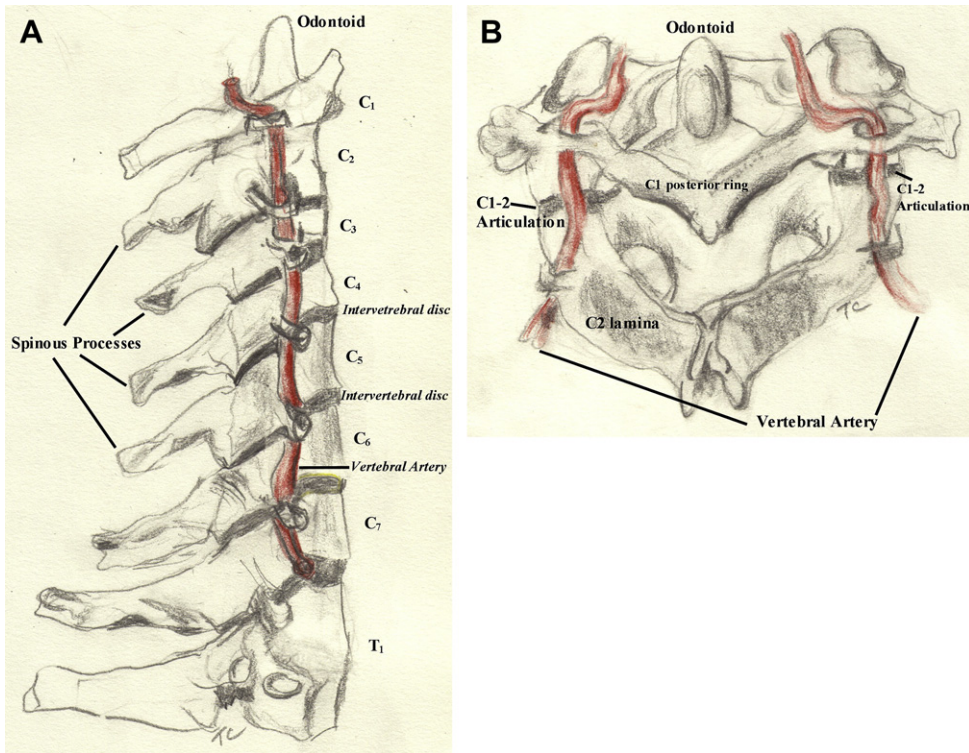 A
Odontoid
C1
C2
C3
C4
Intervetrebral disc
Spinous Processes
C5
Intervertebral disc
C6
Vertebral Artery
C7
T1
TC
B
Odontoid
C1 posterior ring
C1-2
Articulation
C1-2
Articulation
C2 lamina
TC
Vertebral Artery